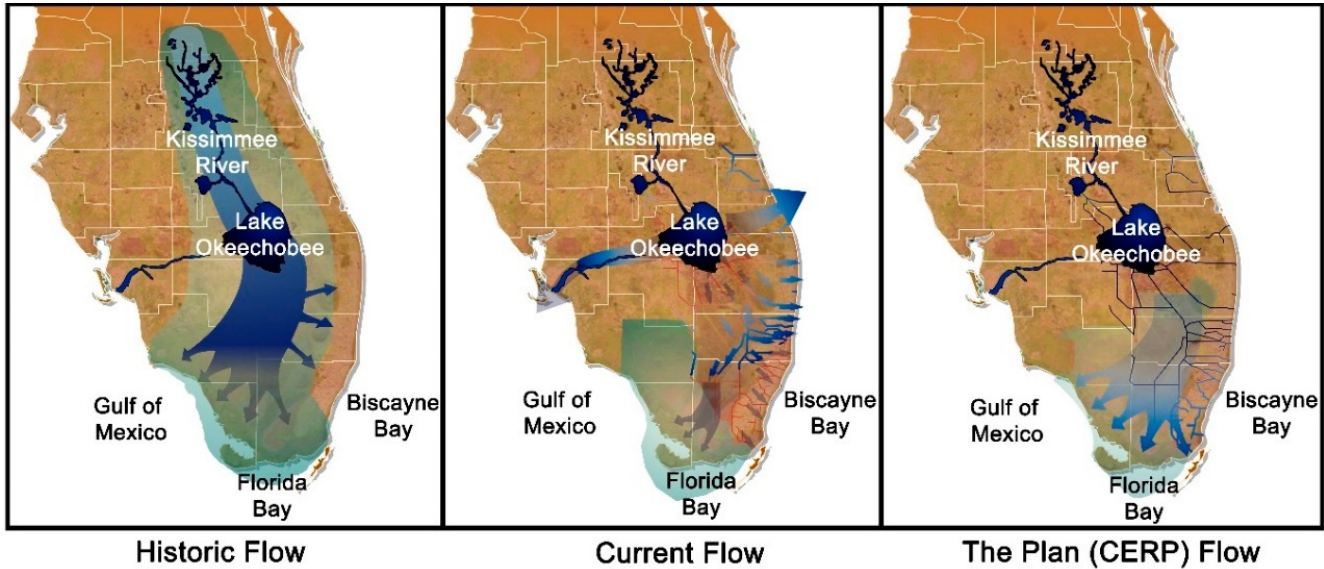 Kissimmee
River
Lake
Okeechobee
Gulf of
Mexico
Biscayne
Bay
Florida
Bay
Historic Flow
Kissimmee
River
Lake
Okeechobee
Gulf of
Mexico
Biscayne
Bay
Florida
Bay
Current Flow
Kissimmee
River
Lake
Okeechobee
Gulf of
Mexico
Biscayne
Bay
Florida
Bay
The Plan (CERP) Flow